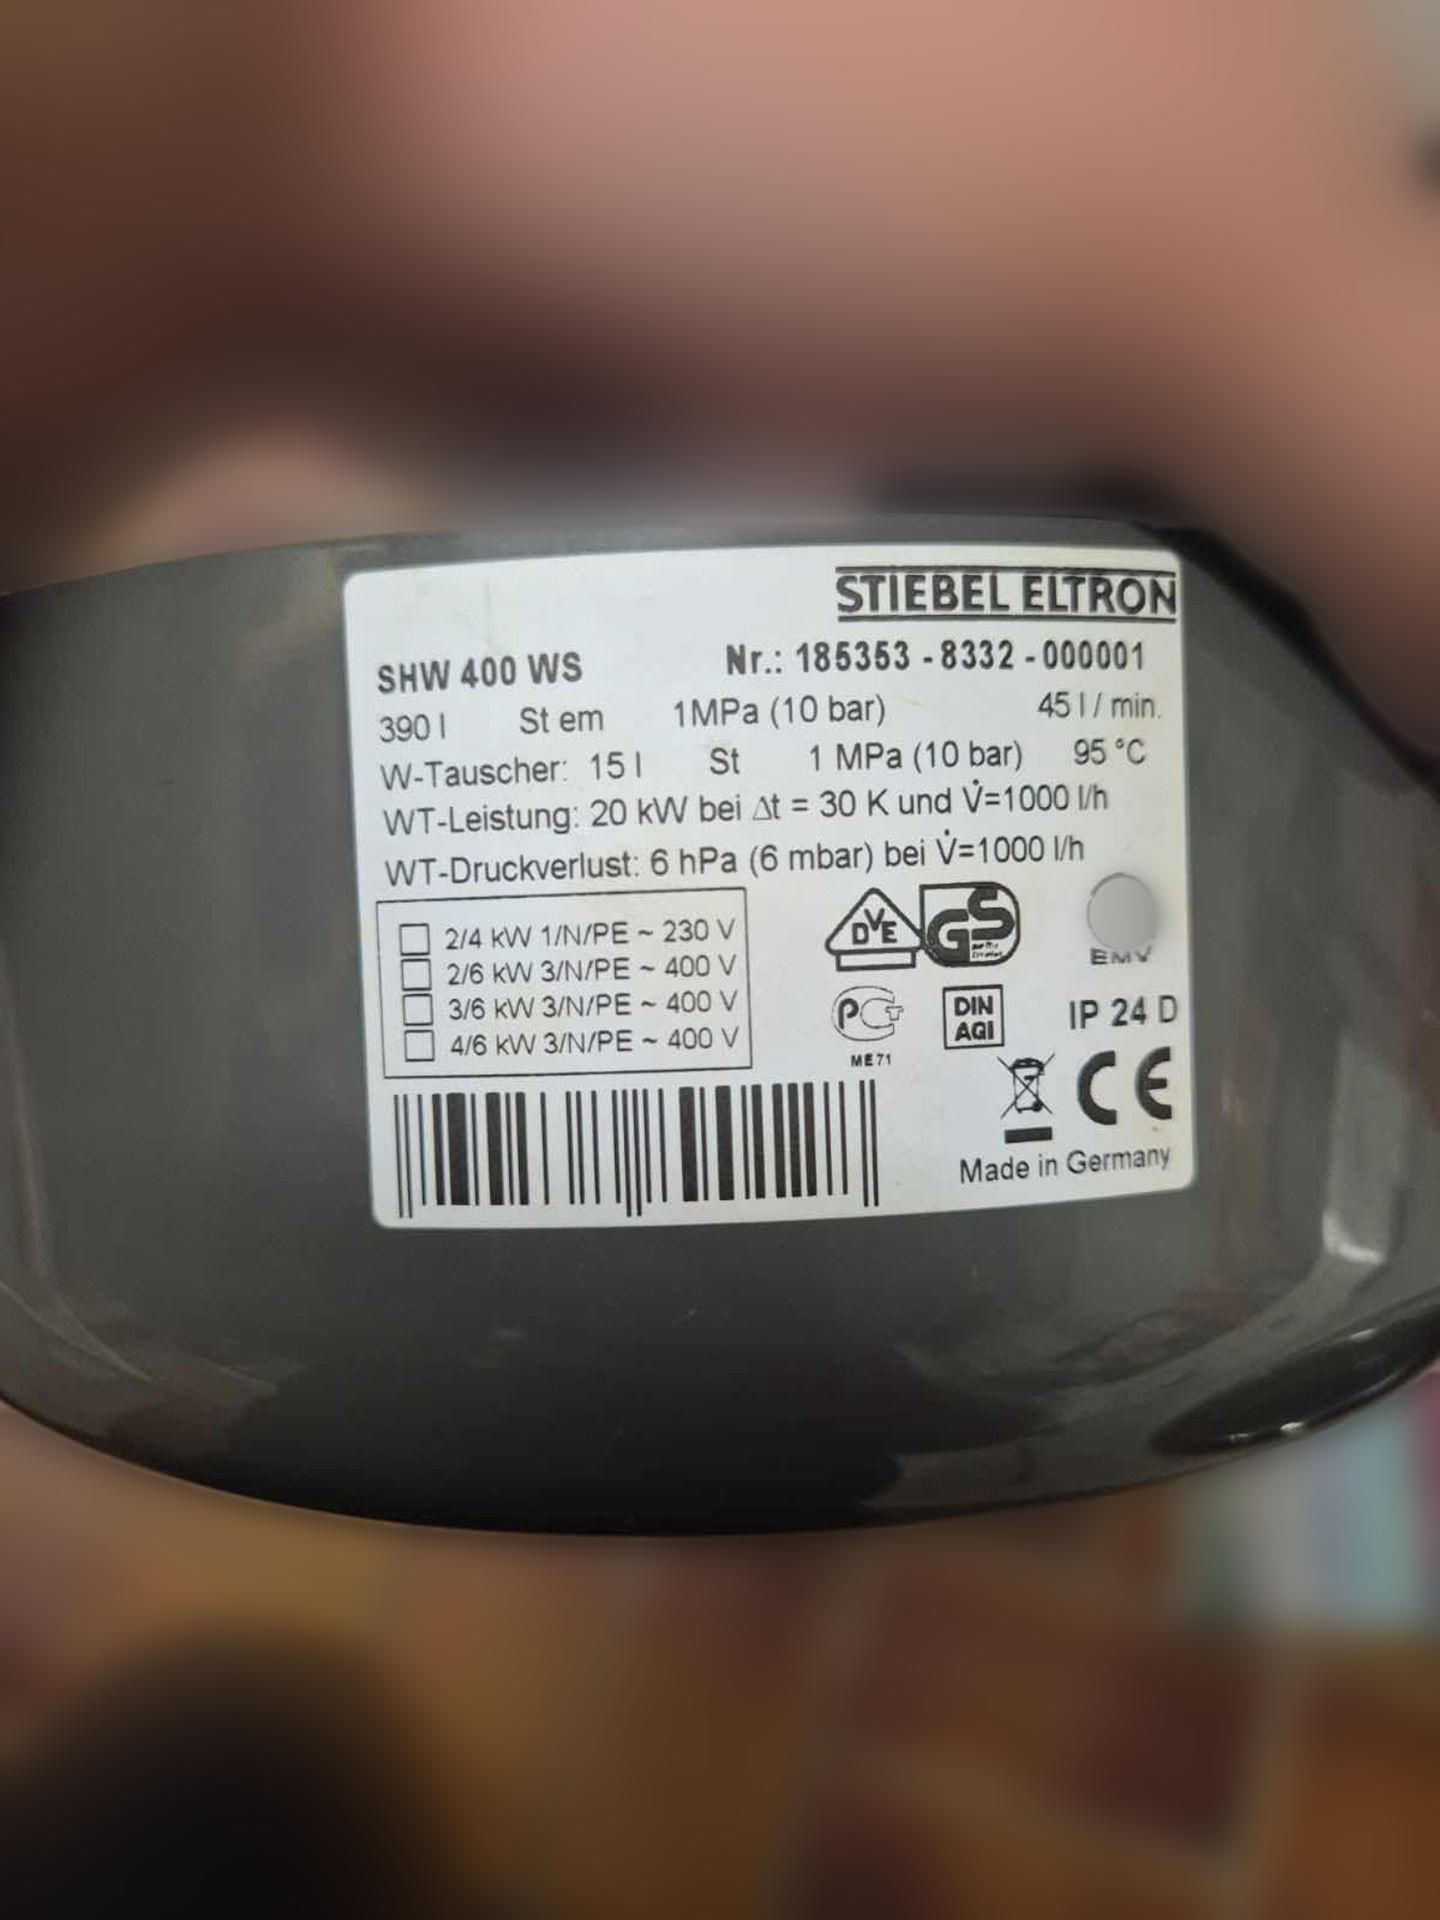 STIEBEL ELTRON
SHW 400 WS Nr.: 185353 - 8332 - 000001
390 l St em 1MPa (10 bar) 45 l / min.
W-Tauscher: 15 l St 1 MPa (10 bar) 95 °C
WT-Leistung: 20 kW bei Δt = 30 K und V̇=1000 l/h
WT-Druckverlust: 6 hPa (6 mbar) bei V̇=1000 l/h
2/4 kW 1/N/PE ~ 230 V
2/6 kW 3/N/PE ~ 400 V
3/6 kW 3/N/PE ~ 400 V
4/6 kW 3/N/PE ~ 400 V
DVE GS
EMV
PCT DIN
AGI
IP 24 D
ME71
CE
Made in Germany